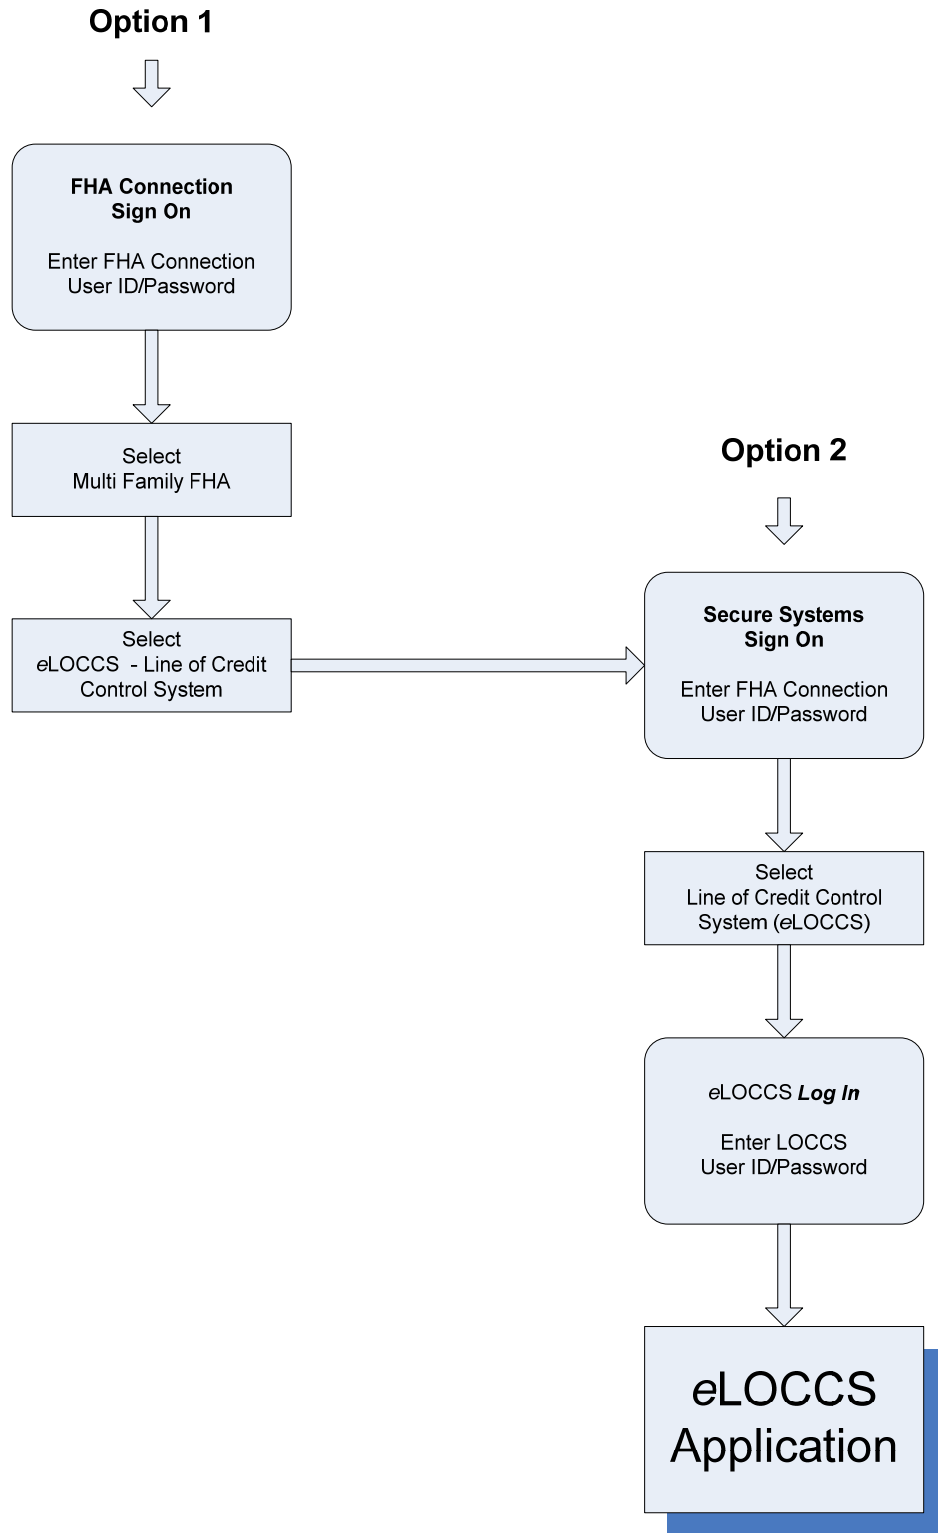 Option 1
FHA Connection
Sign On
Enter FHA Connection
User ID/Password
Select
Multi Family FHA
Select
eLOCCS - Line of Credit
Control System
Option 2
Secure Systems
Sign On
Enter FHA Connection
User ID/Password
Select
Line of Credit Control
System (eLOCCS)
eLOCCS Log In
Enter LOCCS
User ID/Password
eLOCCS
Application